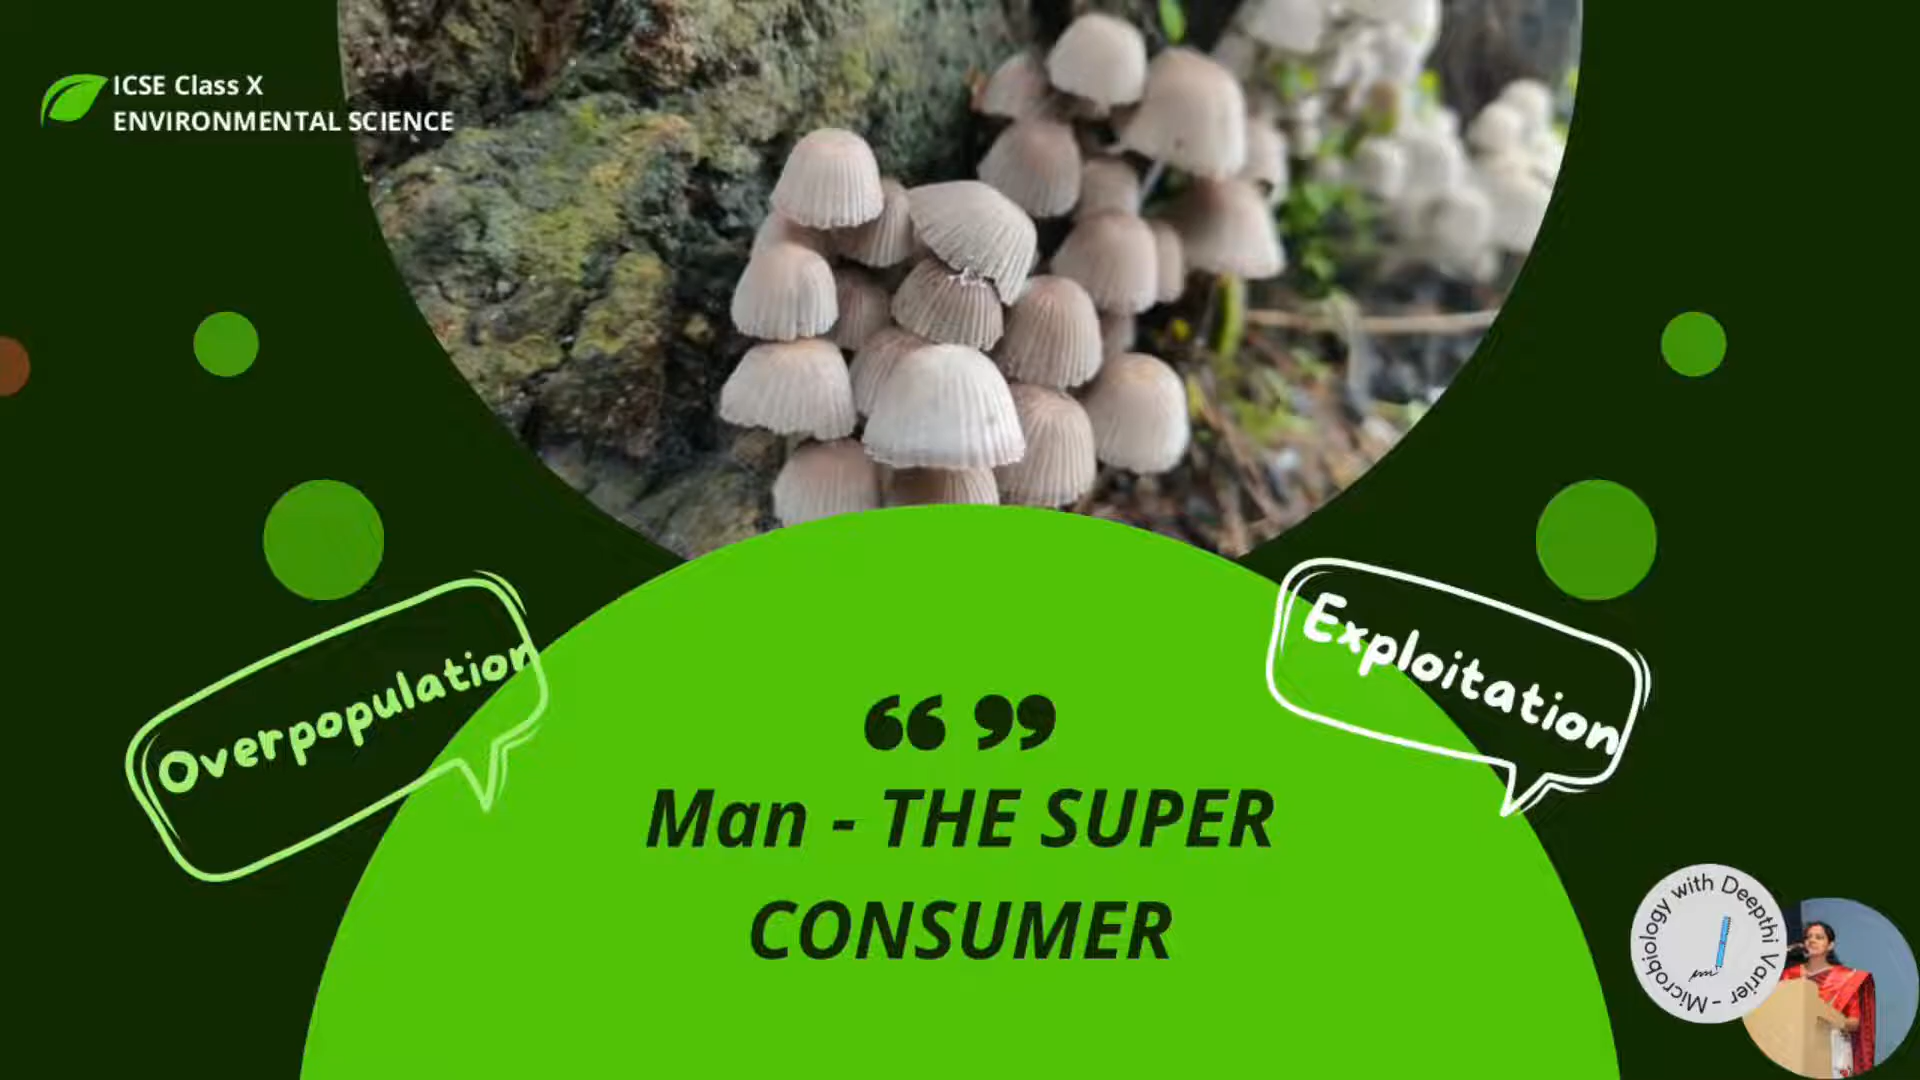 ICSE Class X
ENVIRONMENTAL SCIENCE
Overpopulation
Exploitation
“ ”
Man - THE SUPER
CONSUMER
Microbiology with Deepthi Varier -